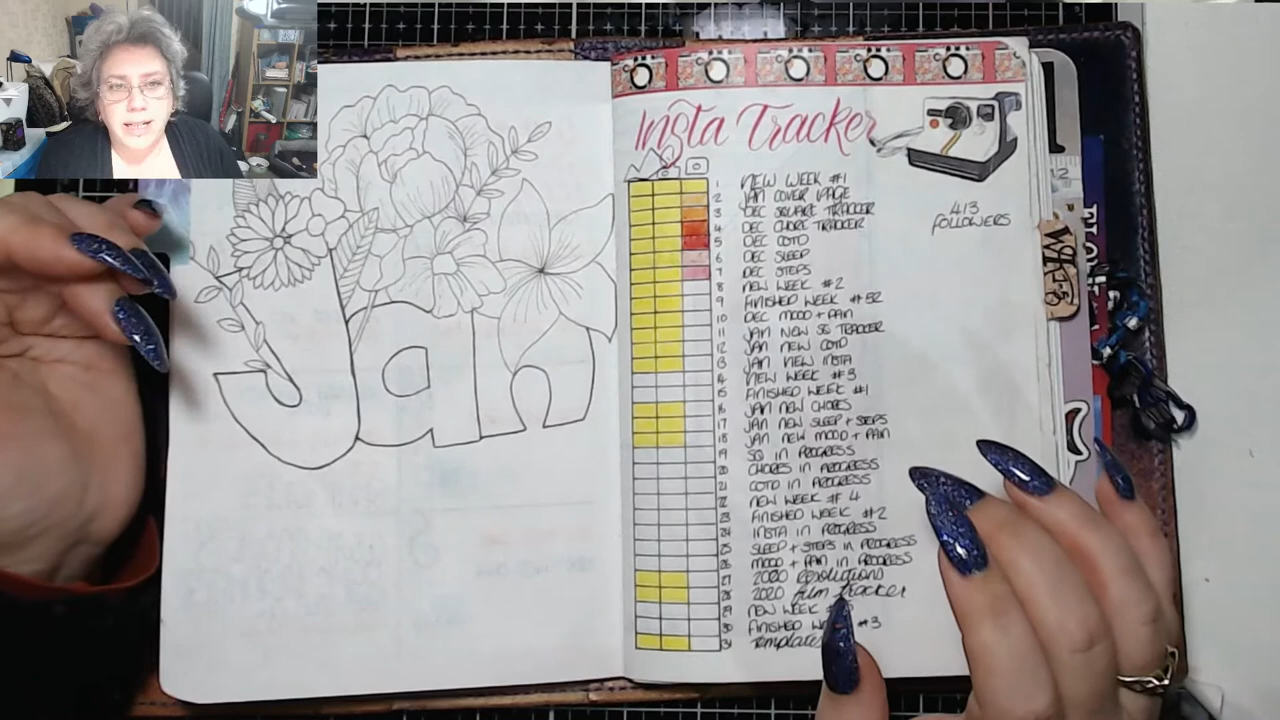 Jan
Insta Tracker
413
FOLLOWERS
1 NEW WEEK #1
2 JAN COVER PAGE
3 DEC SQUARE TRACKER
4 DEC CHORE TRACKER
5 DEC COTD
6 DEC SLEEP
7 DEC STEPS
8 NEW WEEK #2
9 FINISHED WEEK #52
10 DEC MOOD + PAIN
11 JAN NEW SQ TRACKER
12 JAN NEW COTD
13 JAN NEW INSTA
14 NEW WEEK #3
15 FINISHED WEEK #1
16 JAN NEW CHORES
17 JAN NEW SLEEP + STEPS
18 JAN NEW MOOD + PAIN
19 SQ IN PROGRESS
20 CHORES IN PROGRESS
21 COTD IN PROGRESS
22 NEW WEEK #4
23 FINISHED WEEK #2
24 INSTA IN PROGRESS
25 SLEEP + STEPS IN PROGRESS
26 MOOD + PAIN IN PROGRESS
27 2020 Resolutions
28 2020 Film Tracker
29 NEW WEEK
30 FINISHED #3
31 Templates
12